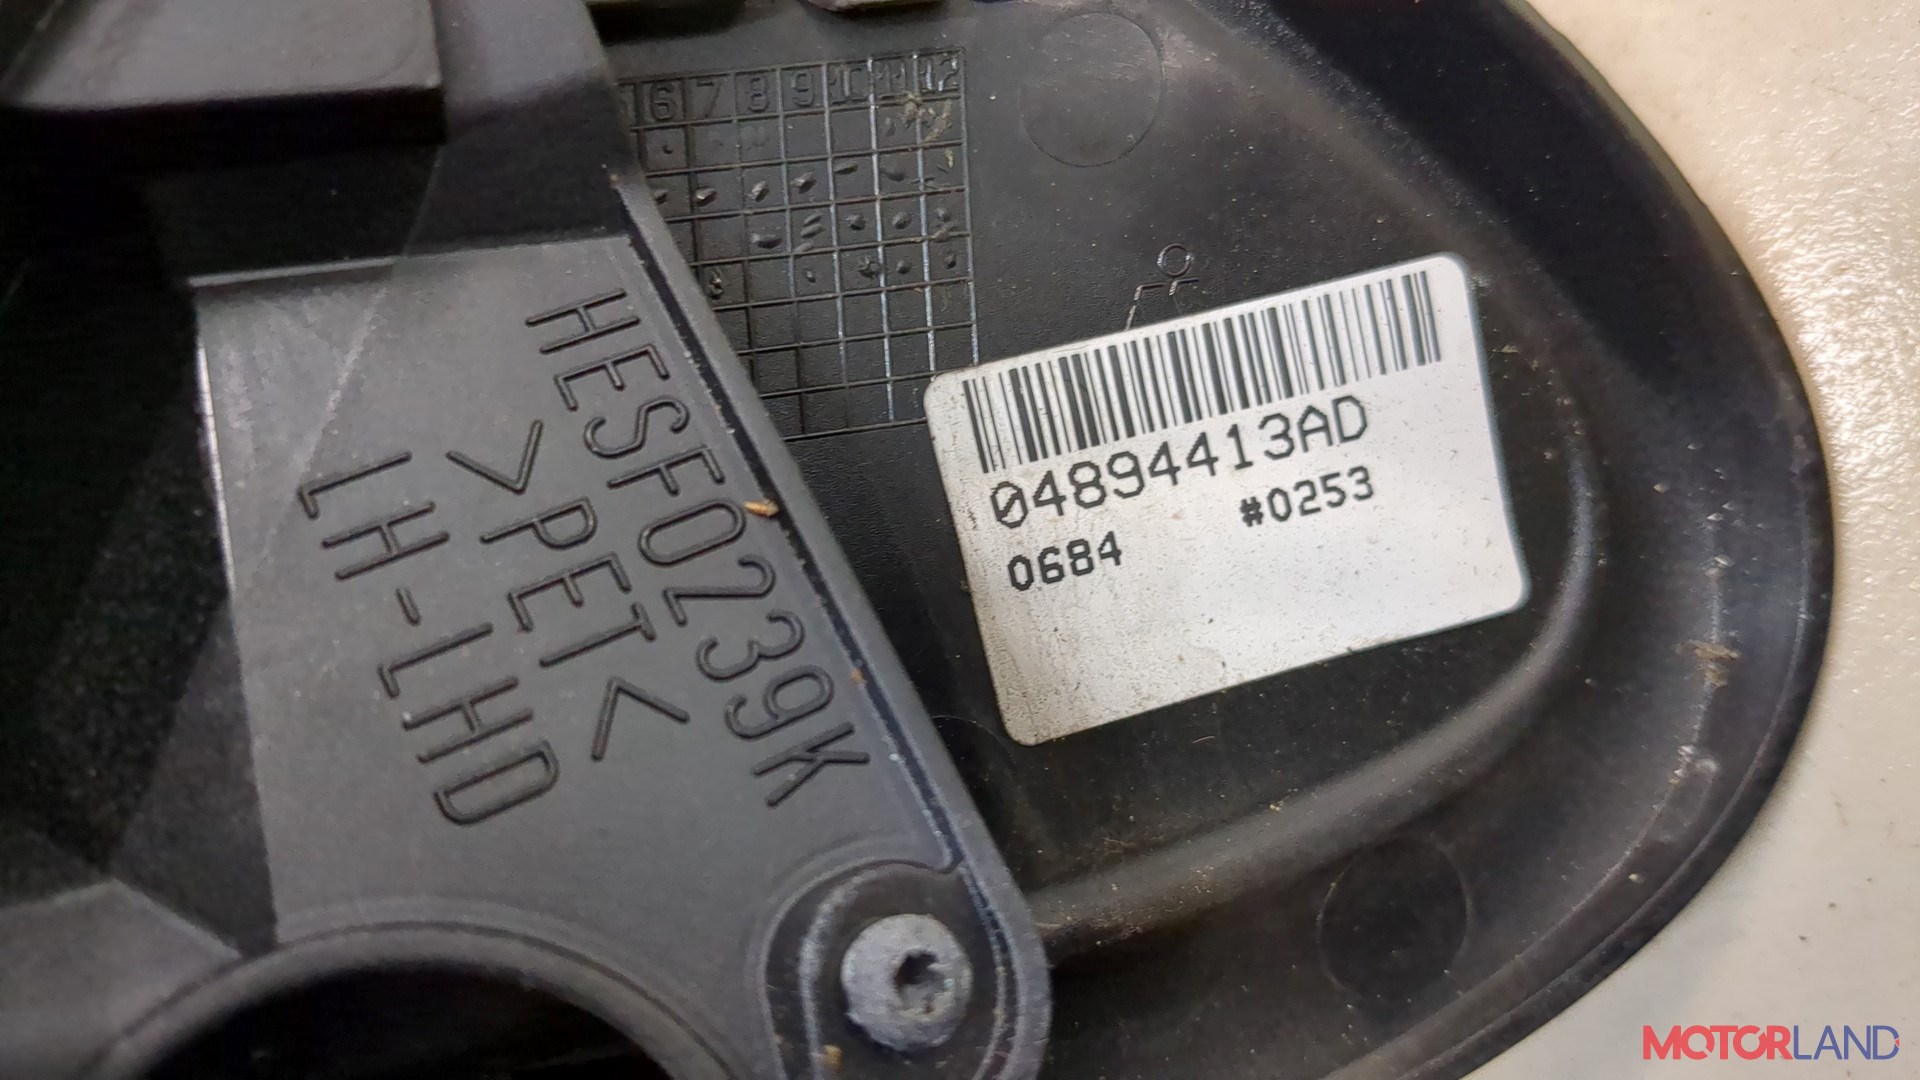 6 7 8 9 10 11 12
HESF0239K
>PET<
LH-LHD
04894413AD
0684 #0253
MOTORLAND